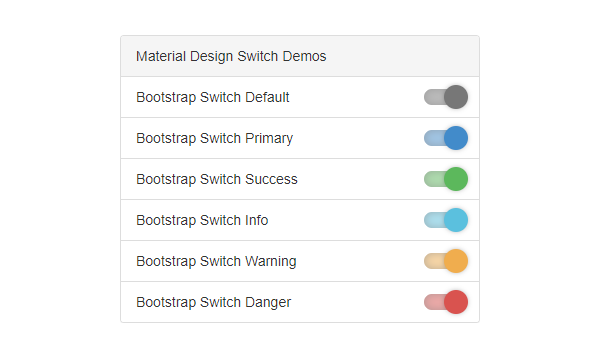 Material Design Switch Demos
Bootstrap Switch Default
Bootstrap Switch Primary
Bootstrap Switch Success
Bootstrap Switch Info
Bootstrap Switch Warning
Bootstrap Switch Danger